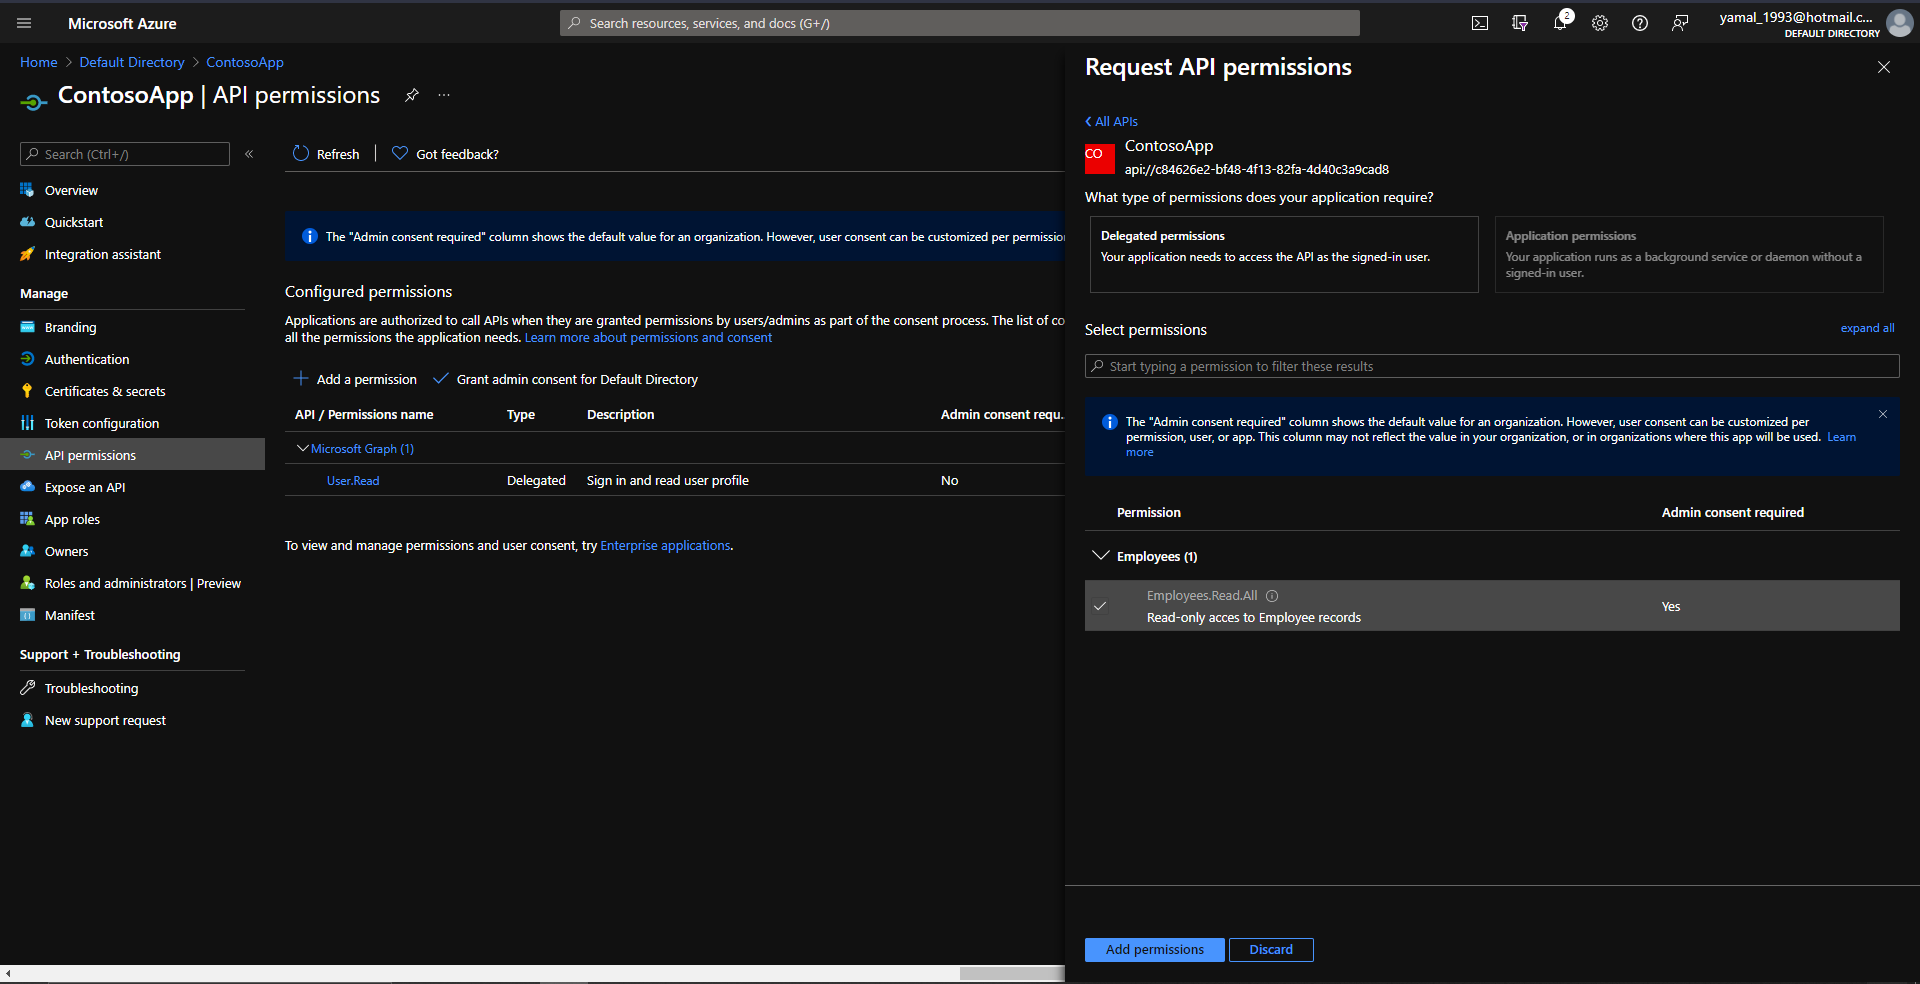 Microsoft Azure
Search resources, services, and docs (G+/)
2
yamal_1993@hotmail.c...
DEFAULT DIRECTORY
Home > Default Directory > ContosoApp
ContosoApp | API permissions
...
Search (Ctrl+/)
«
Overview
Quickstart
Integration assistant
Manage
Branding
Authentication
Certificates & secrets
Token configuration
API permissions
Expose an API
App roles
Owners
Roles and administrators | Preview
Manifest
Support + Troubleshooting
Troubleshooting
New support request
Refresh
Got feedback?
The "Admin consent required" column shows the default value for an organization. However, user consent can be customized per permissio
Configured permissions
Applications are authorized to call APIs when they are granted permissions by users/admins as part of the consent process. The list of co
all the permissions the application needs. Learn more about permissions and consent
Add a permission
Grant admin consent for Default Directory
API / Permissions name Type Description Admin consent requ...
Microsoft Graph (1)
User.Read Delegated Sign in and read user profile No
To view and manage permissions and user consent, try Enterprise applications.
Request API permissions
All APIs
CO
ContosoApp
api://c84626e2-bf48-4f13-82fa-4d40c3a9cad8
What type of permissions does your application require?
Delegated permissions
Your application needs to access the API as the signed-in user.
Application permissions
Your application runs as a background service or daemon without a
signed-in user.
Select permissions
expand all
Start typing a permission to filter these results
The "Admin consent required" column shows the default value for an organization. However, user consent can be customized per
permission, user, or app. This column may not reflect the value in your organization, or in organizations where this app will be used. Learn
more
Permission Admin consent required
Employees (1)
Employees.Read.All
Read-only acces to Employee records
Yes
Add permissions
Discard